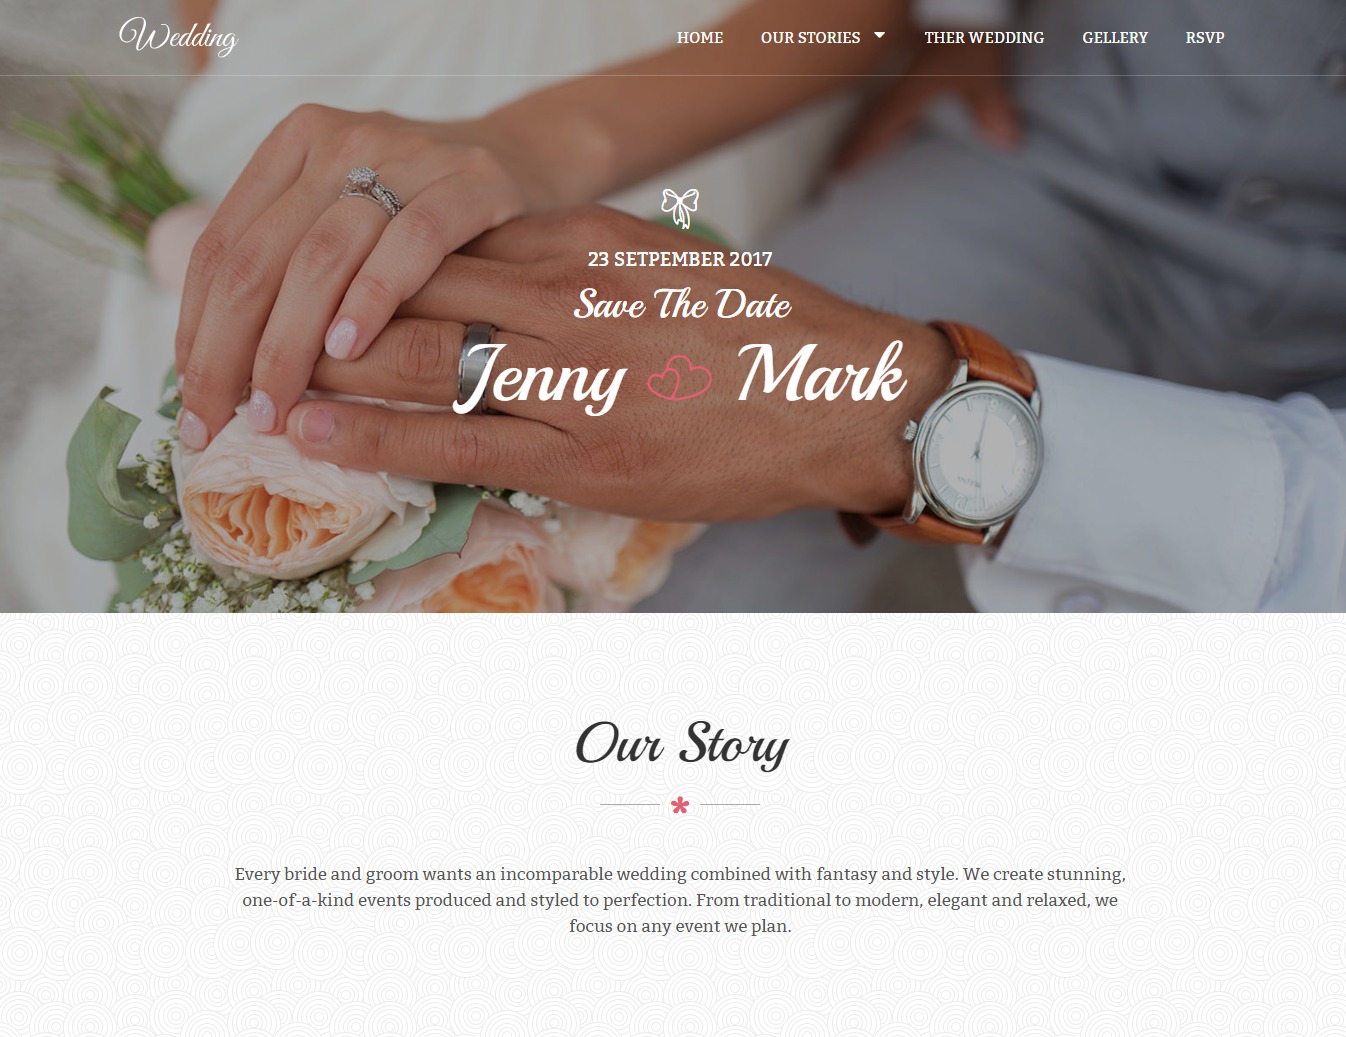 Wedding
HOME OUR STORIES THER WEDDING GELLERY RSVP
23 SETPEMBER 2017
Save The Date
Jenny Mark
Our Story
Every bride and groom wants an incomparable wedding combined with fantasy and style. We create stunning,
one-of-a-kind events produced and styled to perfection. From traditional to modern, elegant and relaxed, we
focus on any event we plan.